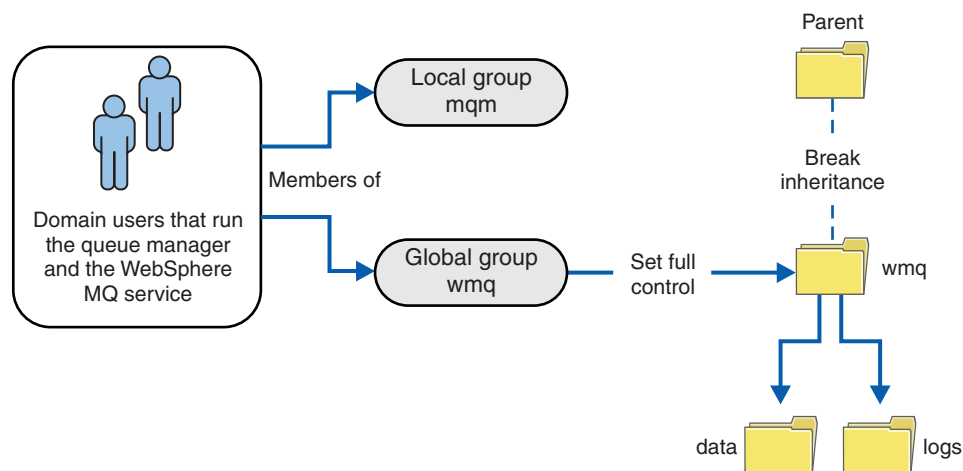 Parent
Local group
mqm
Break
inheritance
Members of
Domain users that run
the queue manager
and the WebSphere
MQ service
Global group
wmq
Set full
control
wmq
data
logs